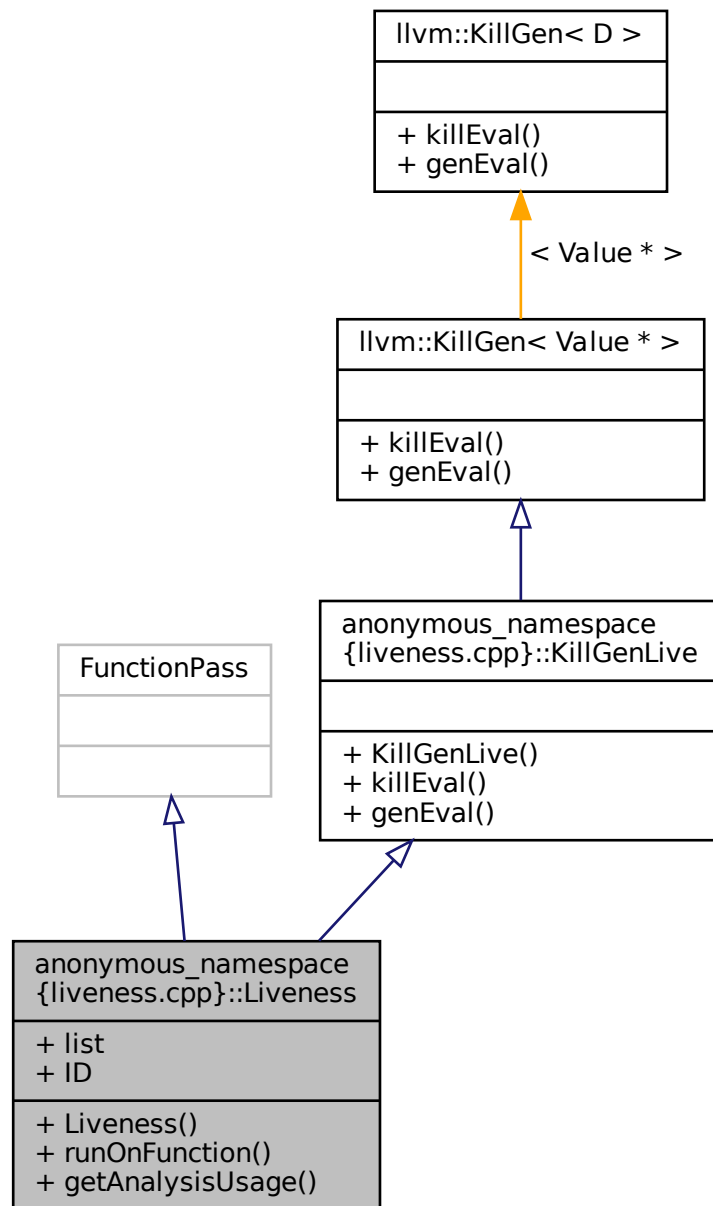 llvm::KillGen< D >
+ killEval()
+ genEval()
< Value * >
llvm::KillGen< Value * >
+ killEval()
+ genEval()
anonymous_namespace
{liveness.cpp}::KillGenLive
+ KillGenLive()
+ killEval()
+ genEval()
FunctionPass
anonymous_namespace
{liveness.cpp}::Liveness
+ list
+ ID
+ Liveness()
+ runOnFunction()
+ getAnalysisUsage()